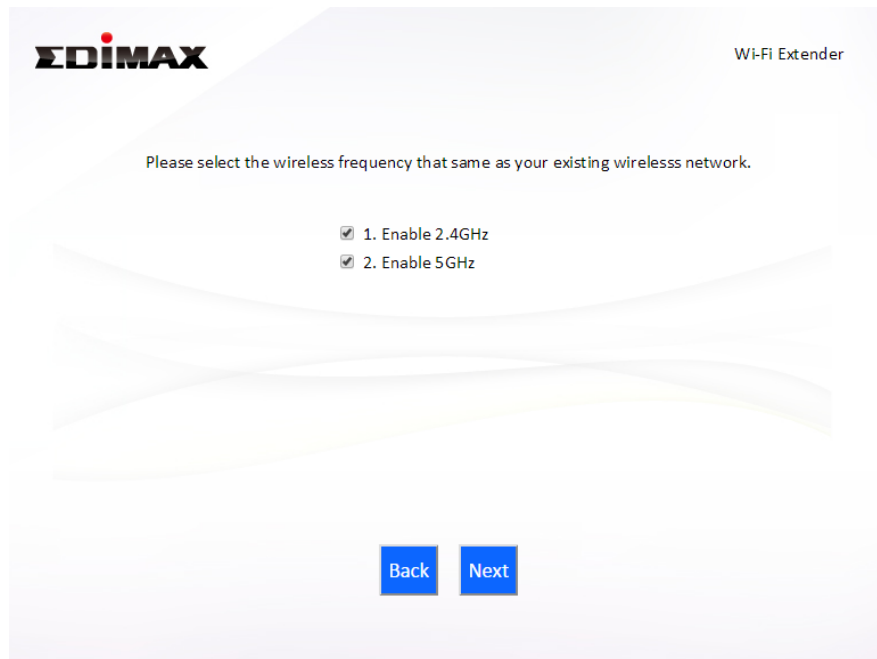 EDIMAX
Wi-Fi Extender
Please select the wireless frequency that same as your existing wirelesss network.
1. Enable 2.4GHz
2. Enable 5GHz
Back
Next